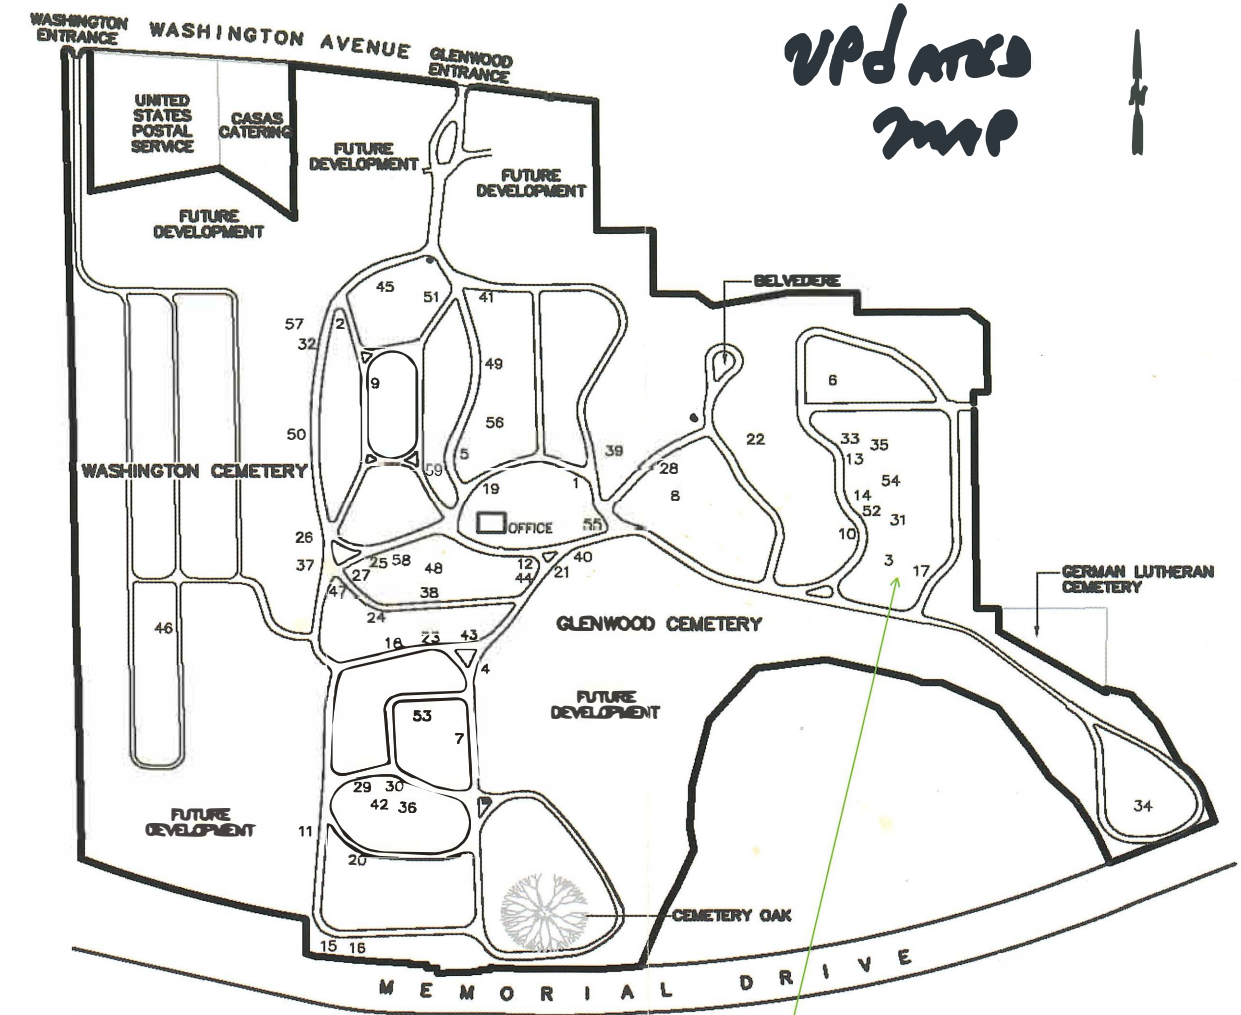 WASHINGTON
ENTRANCE
WASHINGTON AVENUE
GLENWOOD
ENTRANCE
UPdATED
MAP
N
UNITED
STATES
POSTAL
SERVICE
CASAS
CATERING
FUTURE
DEVELOPMENT
FUTURE
DEVELOPMENT
FUTURE
DEVELOPMENT
BELVEDERE
45
51
41
57
2
32
49
9
6
56
50
5
39
22
33
35
13
WASHINGTON CEMETERY
59
28
54
19
1
8
14
52
31
OFFICE
55
10
26
37
25
58
48
12
40
3
27
44
21
17
47
38
GERMAN LUTHERAN
CEMETERY
24
46
18
23
43
GLENWOOD CEMETERY
4
FUTURE
DEVELOPMENT
53
7
29
30
42
36
34
FUTURE
DEVELOPMENT
11
20
CEMETERY OAK
15
16
MEMORIAL DRIVE